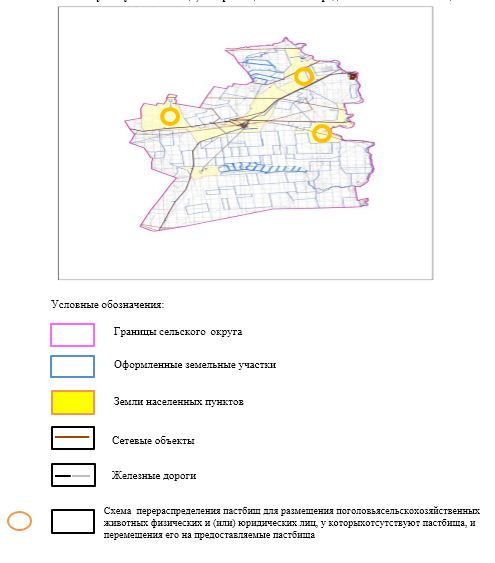 Условные обозначения:
Границы сельского округа
Оформленные земельные участки
Земли населенных пунктов
Сетевые объекты
Железные дороги
Схема перераспределения пастбищ для размещения поголовьясельскохозяйственных
животных физических и (или) юридических лиц, у которыхотсутствуют пастбища, и
перемещения его на предоставляемые пастбища